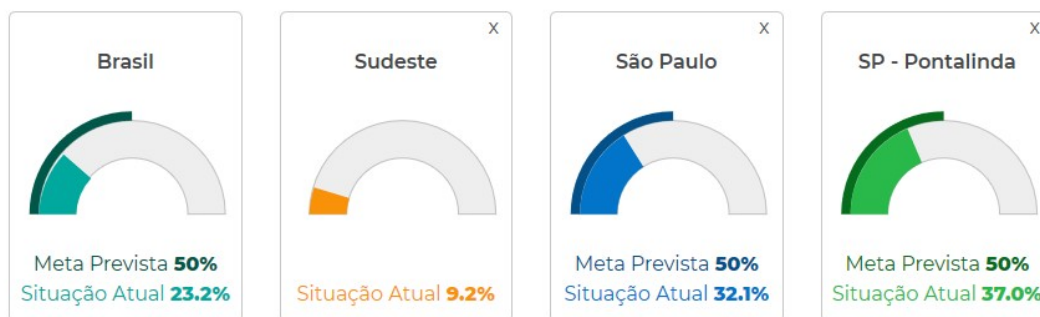 Brasil
Meta Prevista 50%
Situação Atual 23.2%
X
Sudeste
Situação Atual 9.2%
X
São Paulo
Meta Prevista 50%
Situação Atual 32.1%
X
SP - Pontalinda
Meta Prevista 50%
Situação Atual 37.0%